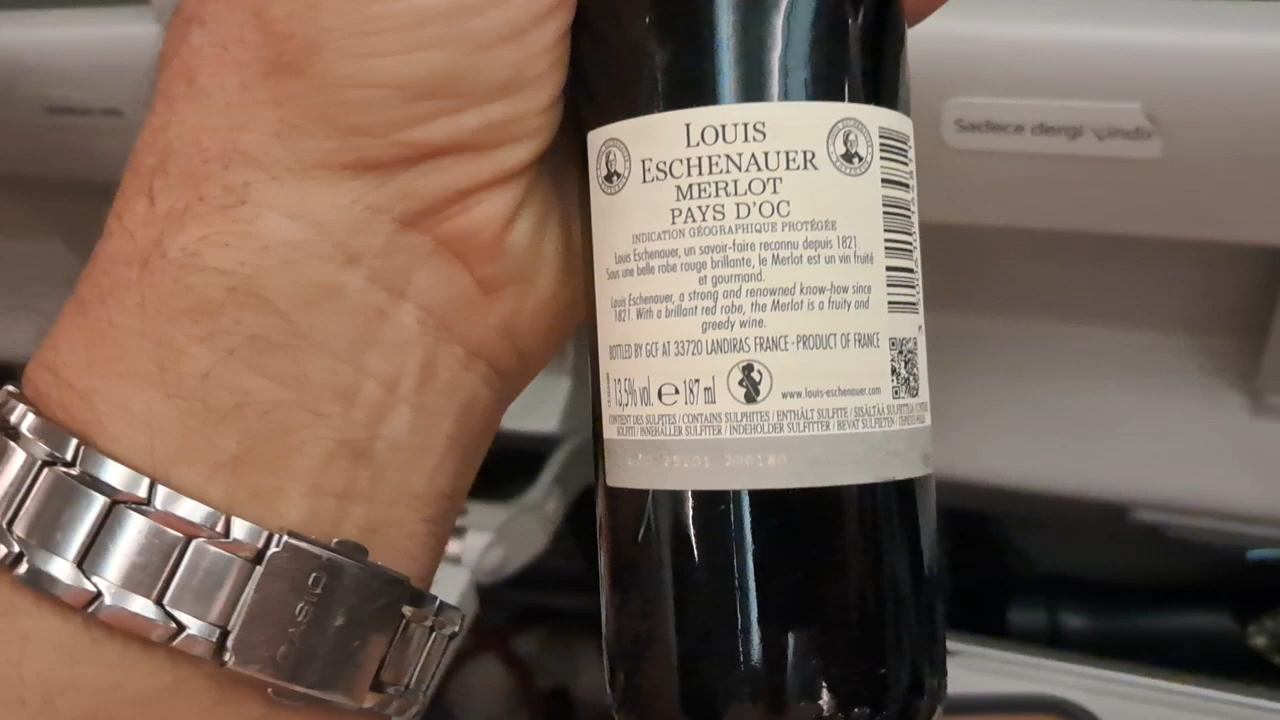 LOUIS
ESCHENAUER
MERLOT
PAYS D'OC
INDICATION GÉOGRAPHIQUE PROTÉGÉE
Louis Eschenauer, un savoir-faire reconnu depuis 1821.
Sous une belle robe rouge brillante, le Merlot est un vin fruité
et gourmand.
Louis Eschenauer, a strong and renowned know-how since
1821. With a brillant red robe, the Merlot is a fruity and
greedy wine.
BOTTLED BY GCF AT 33720 LANDIRAS FRANCE - PRODUCT OF FRANCE
13,5% vol. e 187 ml
www.louis-eschenauer.com
CONTIENT DES SULFITES / CONTAINS SULPHITES / ENTHÄLT SULFITE / SISÄLTÄÄ
SOLFITI / INNEHÅLLER SULFITER / INDEHOLDER SULFITTER / BEVAT SULFIETEN /
Sadece dergi içindir
CASIO